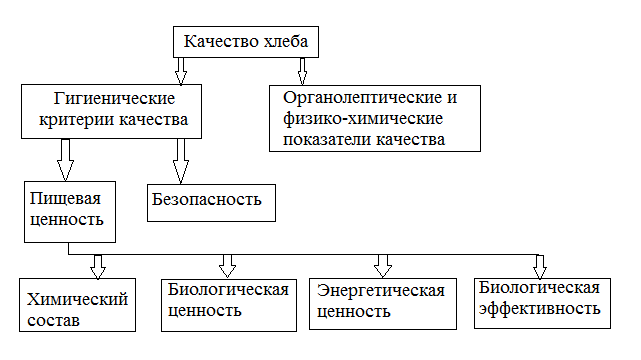 Качество хлеба
Гигиенические
критерии качества
Органолептические и
физико-химические
показатели качества
Пищевая
ценность
Безопасность
Химический
состав
Биологическая
ценность
Энергетическая
ценность
Биологическая
эффективность